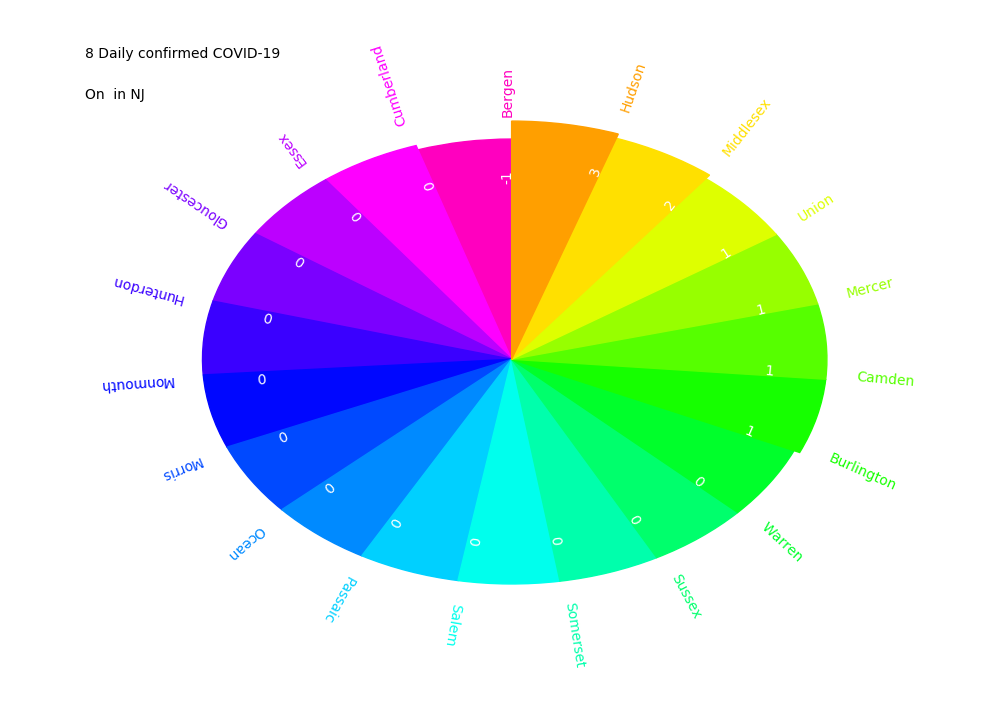 8 Daily confirmed COVID-19
On  in NJ
Hudson
3
Middlesex
2
Union
1
Mercer
1
Camden
1
Burlington
1
Warren
0
Sussex
0
Somerset
0
Salem
0
Passaic
0
Ocean
0
Morris
0
Monmouth
0
Hunterdon
0
Gloucester
0
Essex
0
Cumberland
0
Bergen
-1